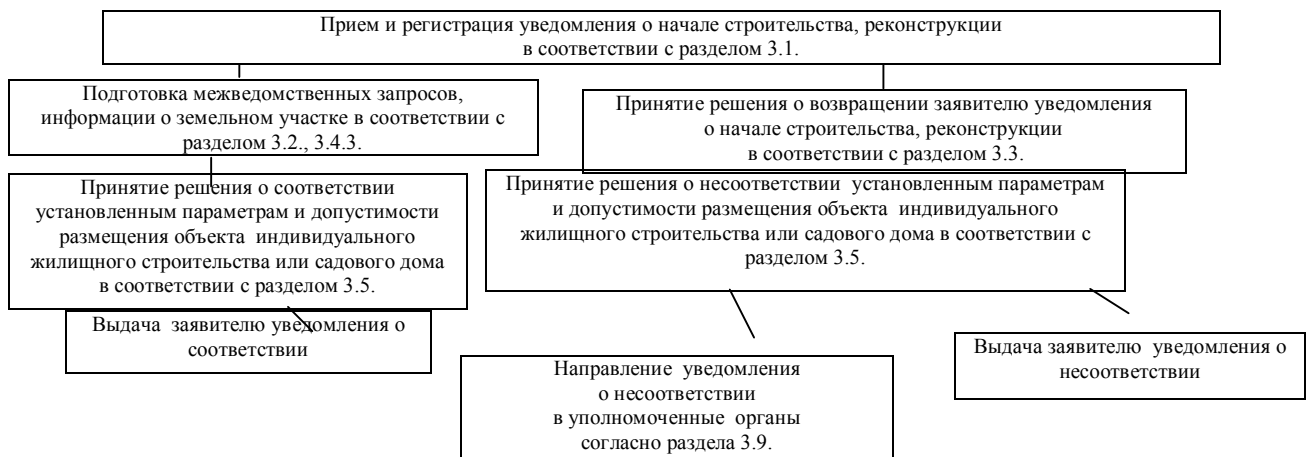 Прием и регистрация уведомления о начале строительства, реконструкции
в соответствии с разделом 3.1.
Подготовка межведомственных запросов,
информации о земельном участке в соответствии с
разделом 3.2., 3.4.3.
Принятие решения о возвращении заявителю уведомления
о начале строительства, реконструкции
в соответствии с разделом 3.3.
Принятие решения о соответствии
установленным параметрам и допустимости
размещения объекта индивидуального
жилищного строительства или садового дома
в соответствии с разделом 3.5.
Принятие решения о несоответствии установленным параметрам
и допустимости размещения объекта индивидуального
жилищного строительства или садового дома в соответствии с
разделом 3.5.
Выдача заявителю уведомления о
соответствии
Направление уведомления
о несоответствии
в уполномоченные органы
согласно раздела 3.9.
Выдача заявителю уведомления о
несоответствии